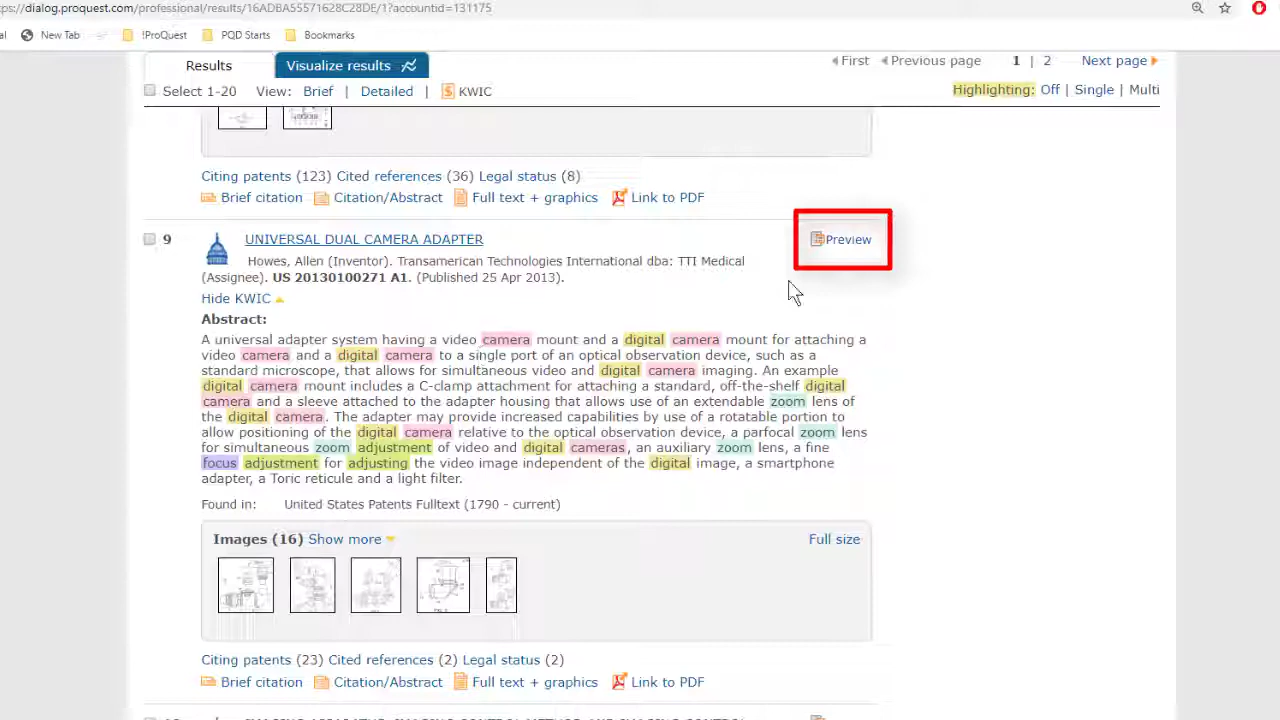 ps://dialog.proquest.com/professional/results/16ADBA55571628C28DE/1?accountid=131175
al New Tab !ProQuest PQD Starts Bookmarks
Results Visualize results First Previous page 1 | 2 Next page
Select 1-20 View: Brief | Detailed | $ KWIC Highlighting: Off | Single | Multi
Citing patents (123) Cited references (36) Legal status (8)
Brief citation Citation/Abstract Full text + graphics Link to PDF
9 UNIVERSAL DUAL CAMERA ADAPTER Preview
Howes, Allen (Inventor). Transamerican Technologies International dba: TTI Medical
(Assignee). US 20130100271 A1. (Published 25 Apr 2013).
Hide KWIC
Abstract:
A universal adapter system having a video camera mount and a digital camera mount for attaching a
video camera and a digital camera to a single port of an optical observation device, such as a
standard microscope, that allows for simultaneous video and digital camera imaging. An example
digital camera mount includes a C-clamp attachment for attaching a standard, off-the-shelf digital
camera and a sleeve attached to the adapter housing that allows use of an extendable zoom lens of
the digital camera. The adapter may provide increased capabilities by use of a rotatable portion to
allow positioning of the digital camera relative to the optical observation device, a parfocal zoom lens
for simultaneous zoom adjustment of video and digital cameras, an auxiliary zoom lens, a fine
focus adjustment for adjusting the video image independent of the digital image, a smartphone
adapter, a Toric reticule and a light filter.
Found in: United States Patents Fulltext (1790 - current)
Images (16) Show more Full size
Citing patents (23) Cited references (2) Legal status (2)
Brief citation Citation/Abstract Full text + graphics Link to PDF